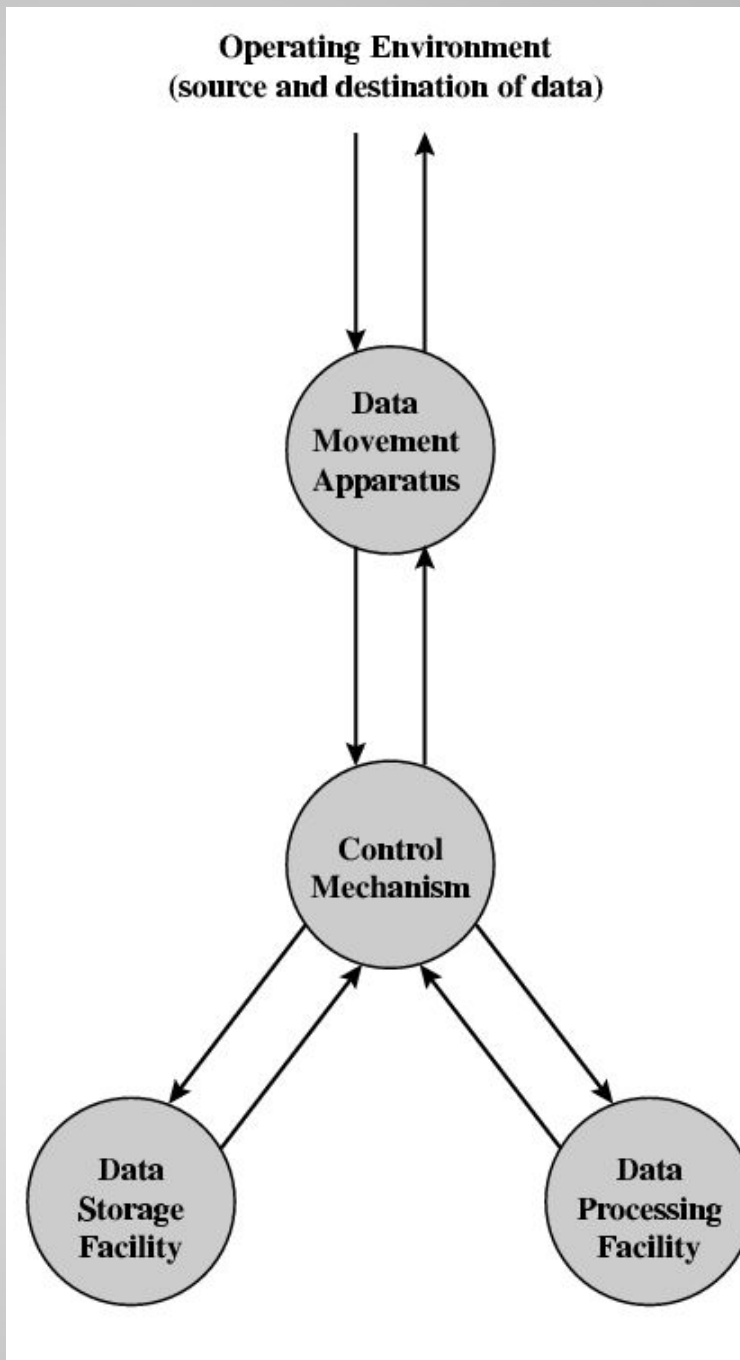 Operating Environment
(source and destination of data)
Data
Movement
Apparatus
Control
Mechanism
Data
Storage
Facility
Data
Processing
Facility